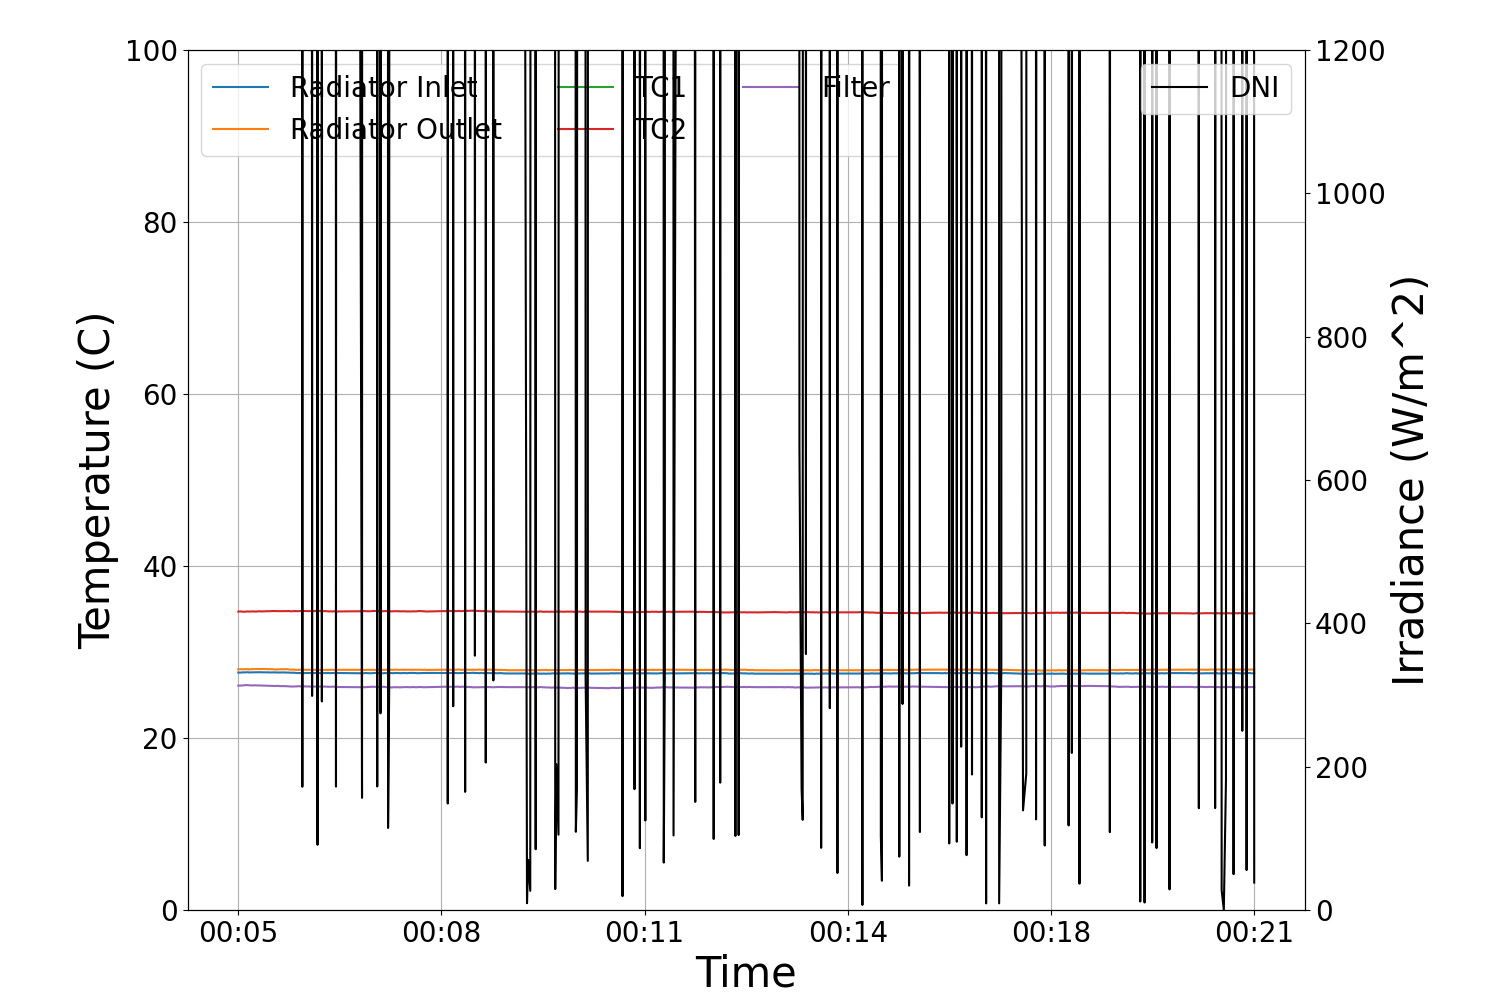 100
80
60
40
20
0
Temperature (C)
Radiator Inlet
Radiator Outlet
TC1
TC2
Filter
DNI
1200
1000
800
600
400
200
0
Irradiance (W/m^2)
00:05
00:08
00:11
00:14
00:18
00:21
Time